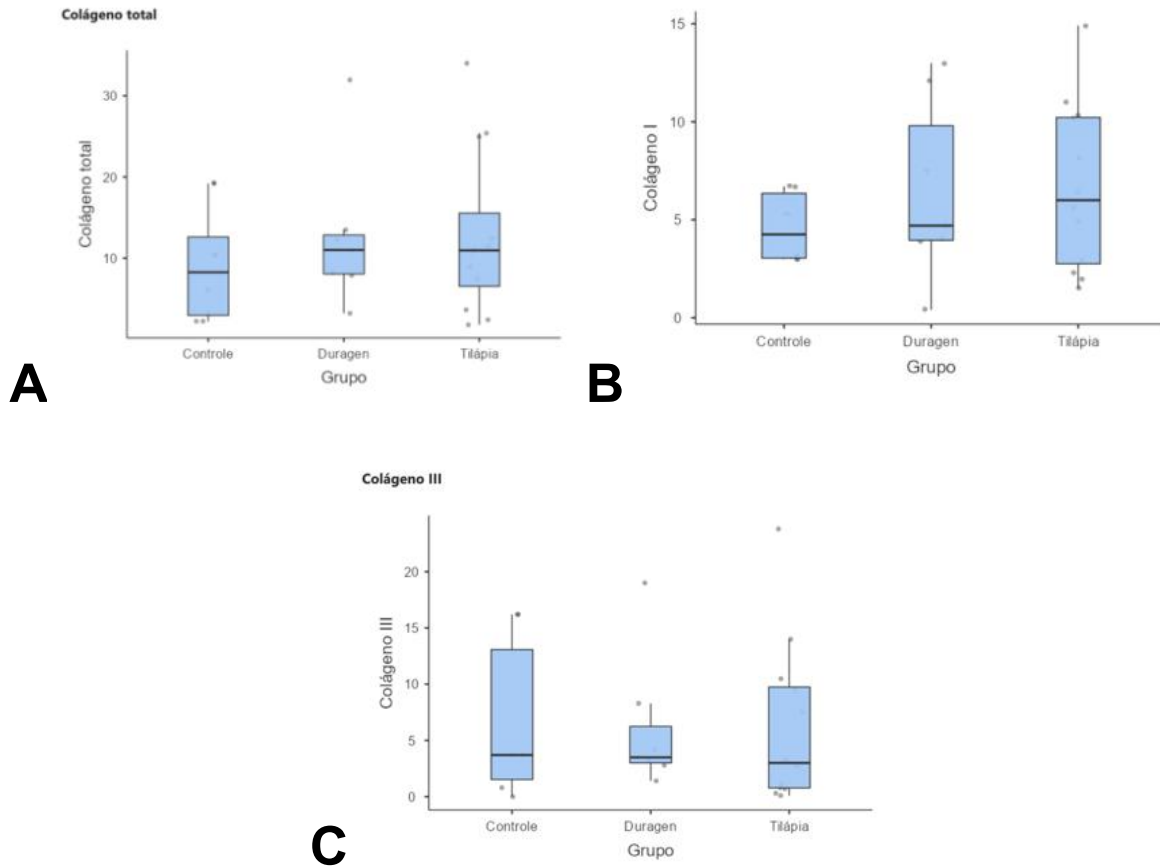 Colágeno total
Colágeno total
30
20
10
Controle
Duragen
Tilápia
Grupo
A
Colágeno I
15
10
5
0
Controle
Duragen
Tilápia
Grupo
B
Colágeno III
Colágeno III
20
15
10
5
0
Controle
Duragen
Tilápia
Grupo
C